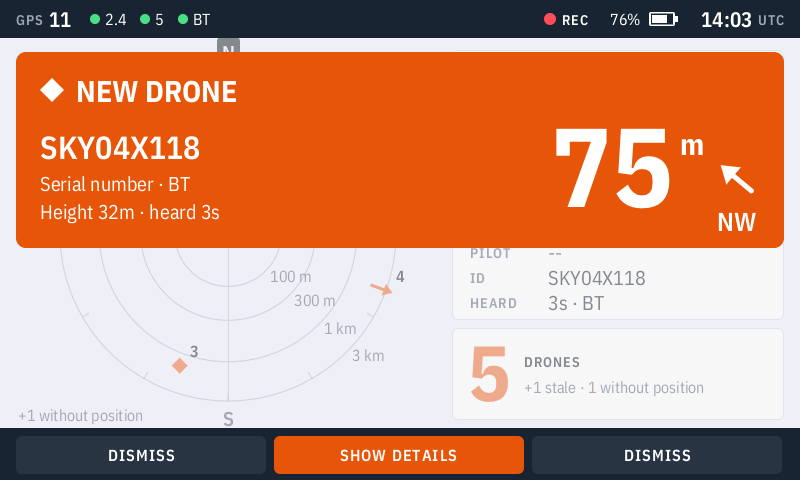 GPS 11 2.4 5 BT REC 76% 14:03 UTC
N
NEW DRONE
SKY04X118
Serial number · BT
Height 32m · heard 3s
75 m
NW
PILOT --
ID SKY04X118
HEARD 3s · BT
100 m
300 m
1 km
3 km
4
3
+1 without position
S
5 DRONES
+1 stale · 1 without position
DISMISS SHOW DETAILS DISMISS